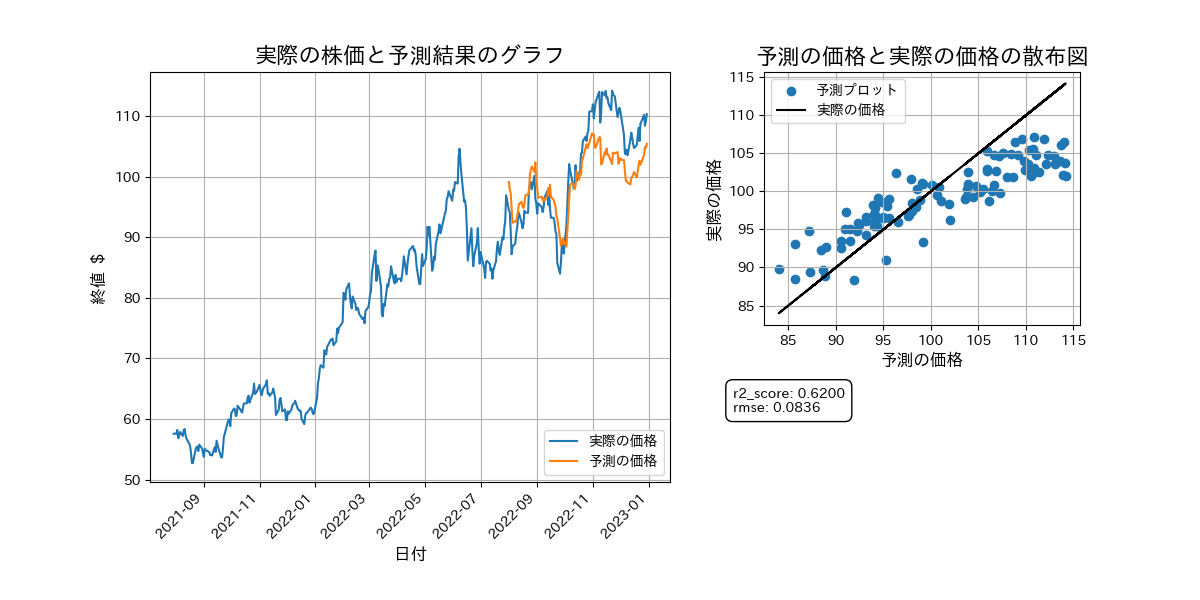 実際の株価と予測結果のグラフ
終値 $
110
100
90
80
70
60
50
2021-09
2021-11
2022-01
2022-03
2022-05
2022-07
2022-09
2022-11
2023-01
日付
実際の価格
予測の価格
予測の価格と実際の価格の散布図
実際の価格
115
110
105
100
95
90
85
85
90
95
100
105
110
115
予測の価格
予測プロット
実際の価格
r2_score: 0.6200
rmse: 0.0836